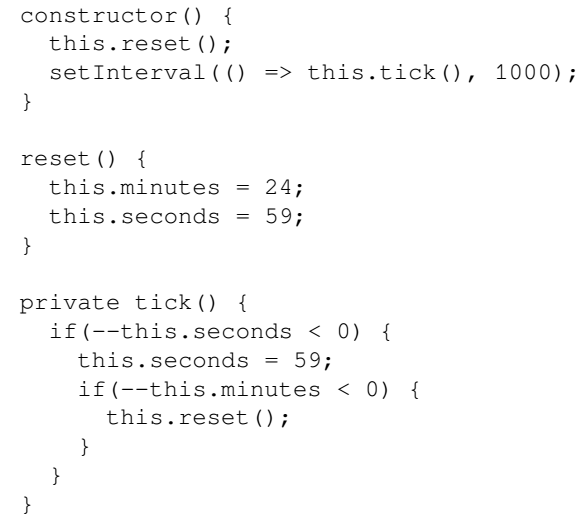 constructor() {
  this.reset();
  setInterval(() => this.tick(), 1000);
}

reset() {
  this.minutes = 24;
  this.seconds = 59;
}

private tick() {
  if(--this.seconds < 0) {
    this.seconds = 59;
    if(--this.minutes < 0) {
      this.reset();
    }
  }
}